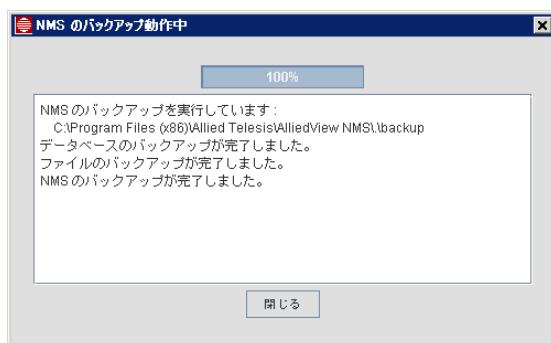 NMS のバックアップ動作中
100%
NMS のバックアップを実行しています :
C:\Program Files (x86)\Allied Telesis\AlliedView NMS\.\backup
データベースのバックアップが完了しました。
ファイルのバックアップが完了しました。
NMS のバックアップが完了しました。
閉じる